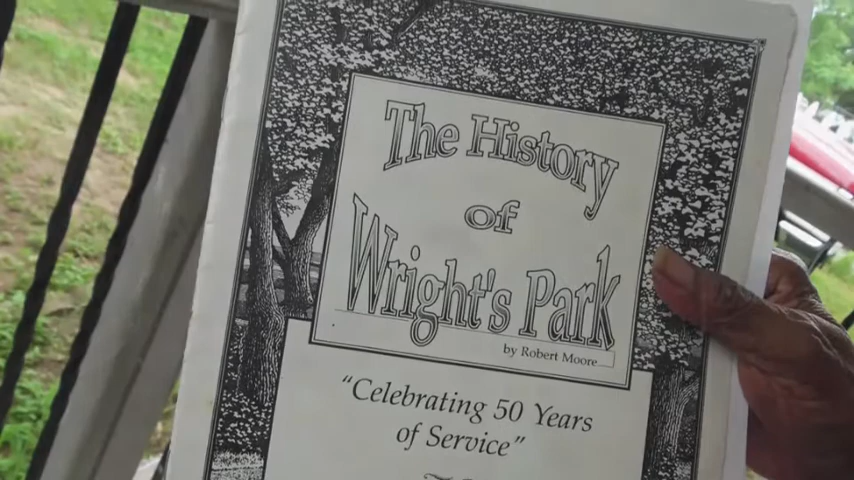 The History
of
Wright's Park
by Robert Moore
"Celebrating 50 Years
of Service"